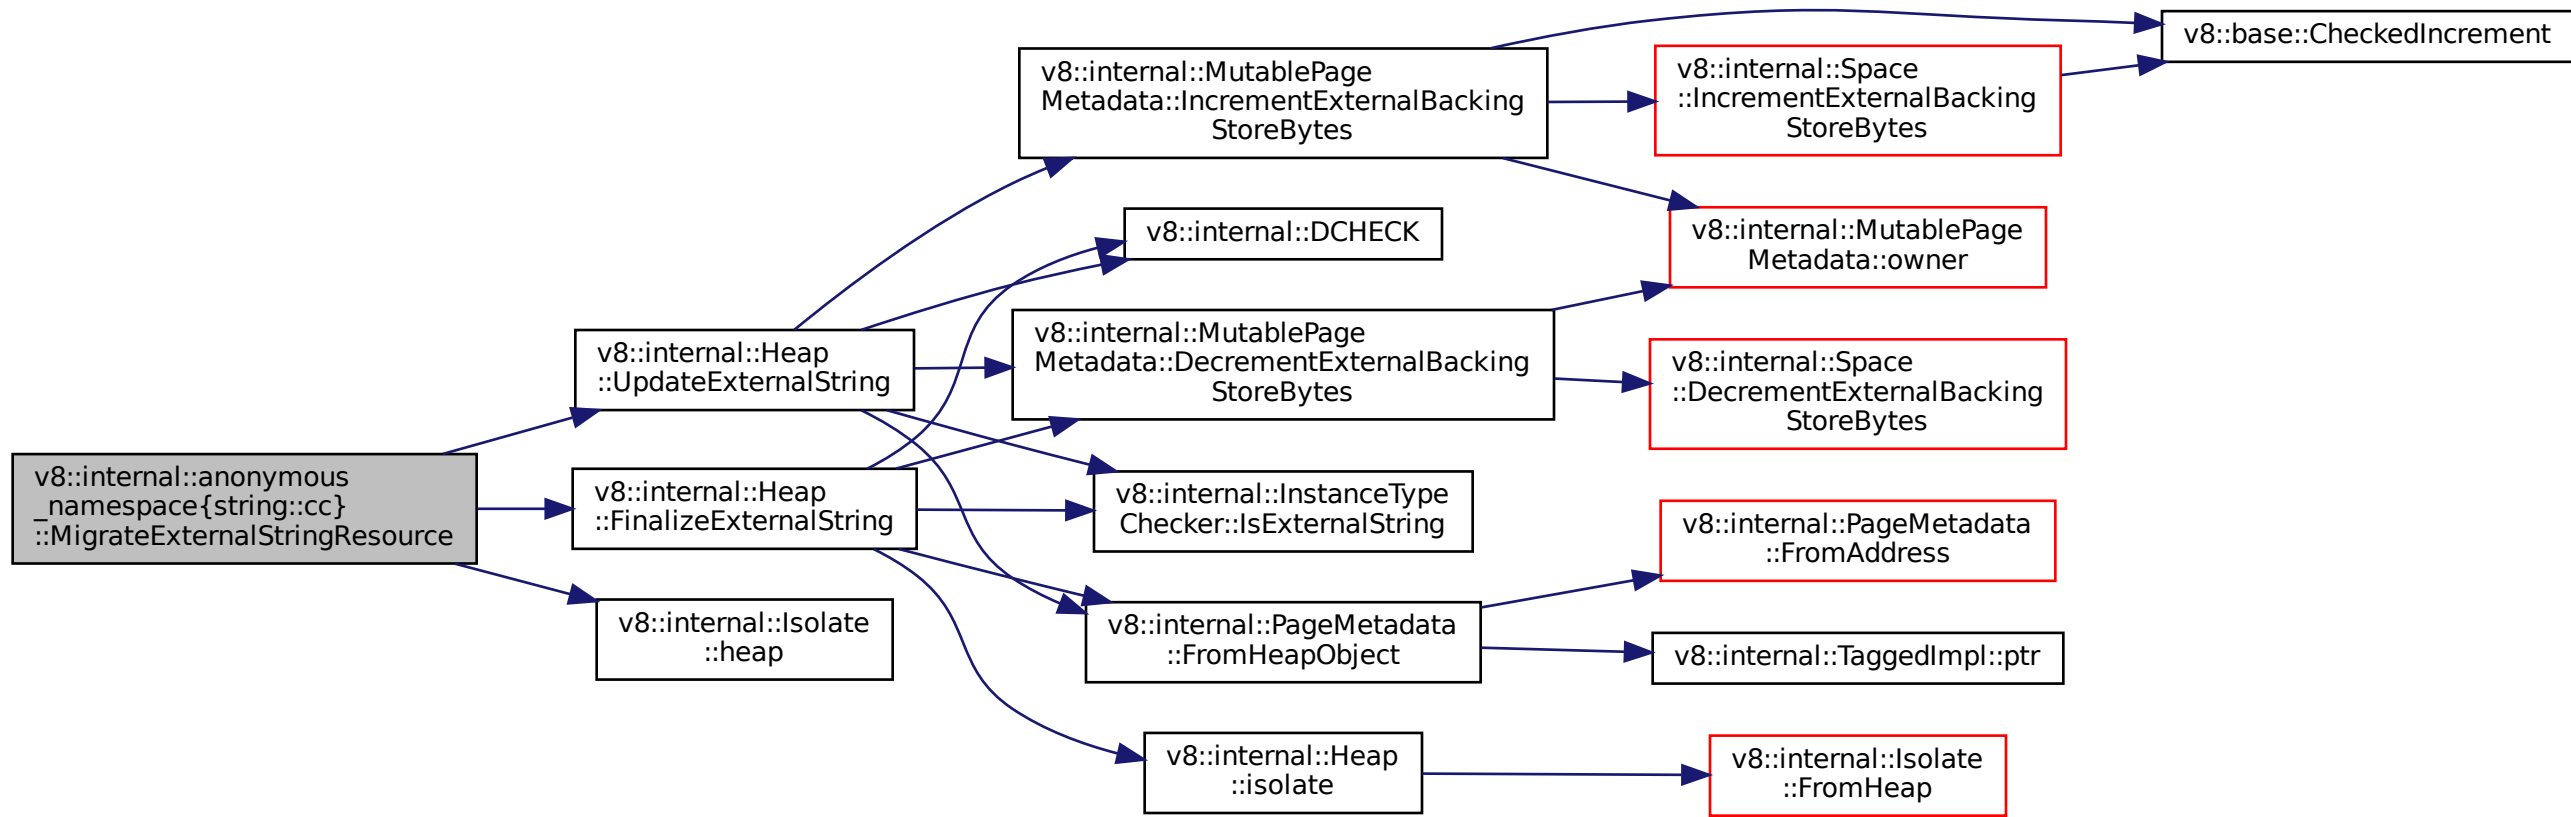 v8::internal::anonymous
_namespace{string::cc}
::MigrateExternalStringResource
v8::internal::Heap
::UpdateExternalString
v8::internal::Heap
::FinalizeExternalString
v8::internal::Isolate
::heap
v8::internal::MutablePage
Metadata::IncrementExternalBacking
StoreBytes
v8::internal::DCHECK
v8::internal::MutablePage
Metadata::DecrementExternalBacking
StoreBytes
v8::internal::InstanceType
Checker::IsExternalString
v8::internal::PageMetadata
::FromHeapObject
v8::internal::Heap
::isolate
v8::internal::Space
::IncrementExternalBacking
StoreBytes
v8::internal::MutablePage
Metadata::owner
v8::internal::Space
::DecrementExternalBacking
StoreBytes
v8::internal::PageMetadata
::FromAddress
v8::internal::TaggedImpl::ptr
v8::internal::Isolate
::FromHeap
v8::base::CheckedIncrement